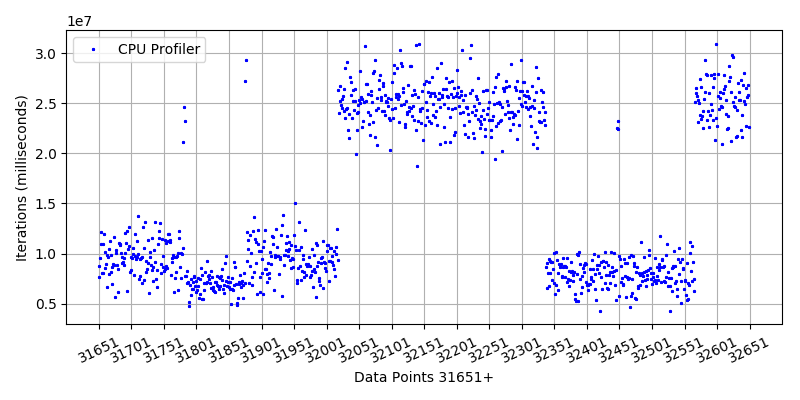 1e7
CPU Profiler
3.0
2.5
2.0
1.5
1.0
0.5
Iterations (milliseconds)
31651 31701 31751 31801 31851 31901 31951 32001 32051 32101 32151 32201 32251 32301 32351 32401 32451 32501 32551 32601 32651
Data Points 31651+